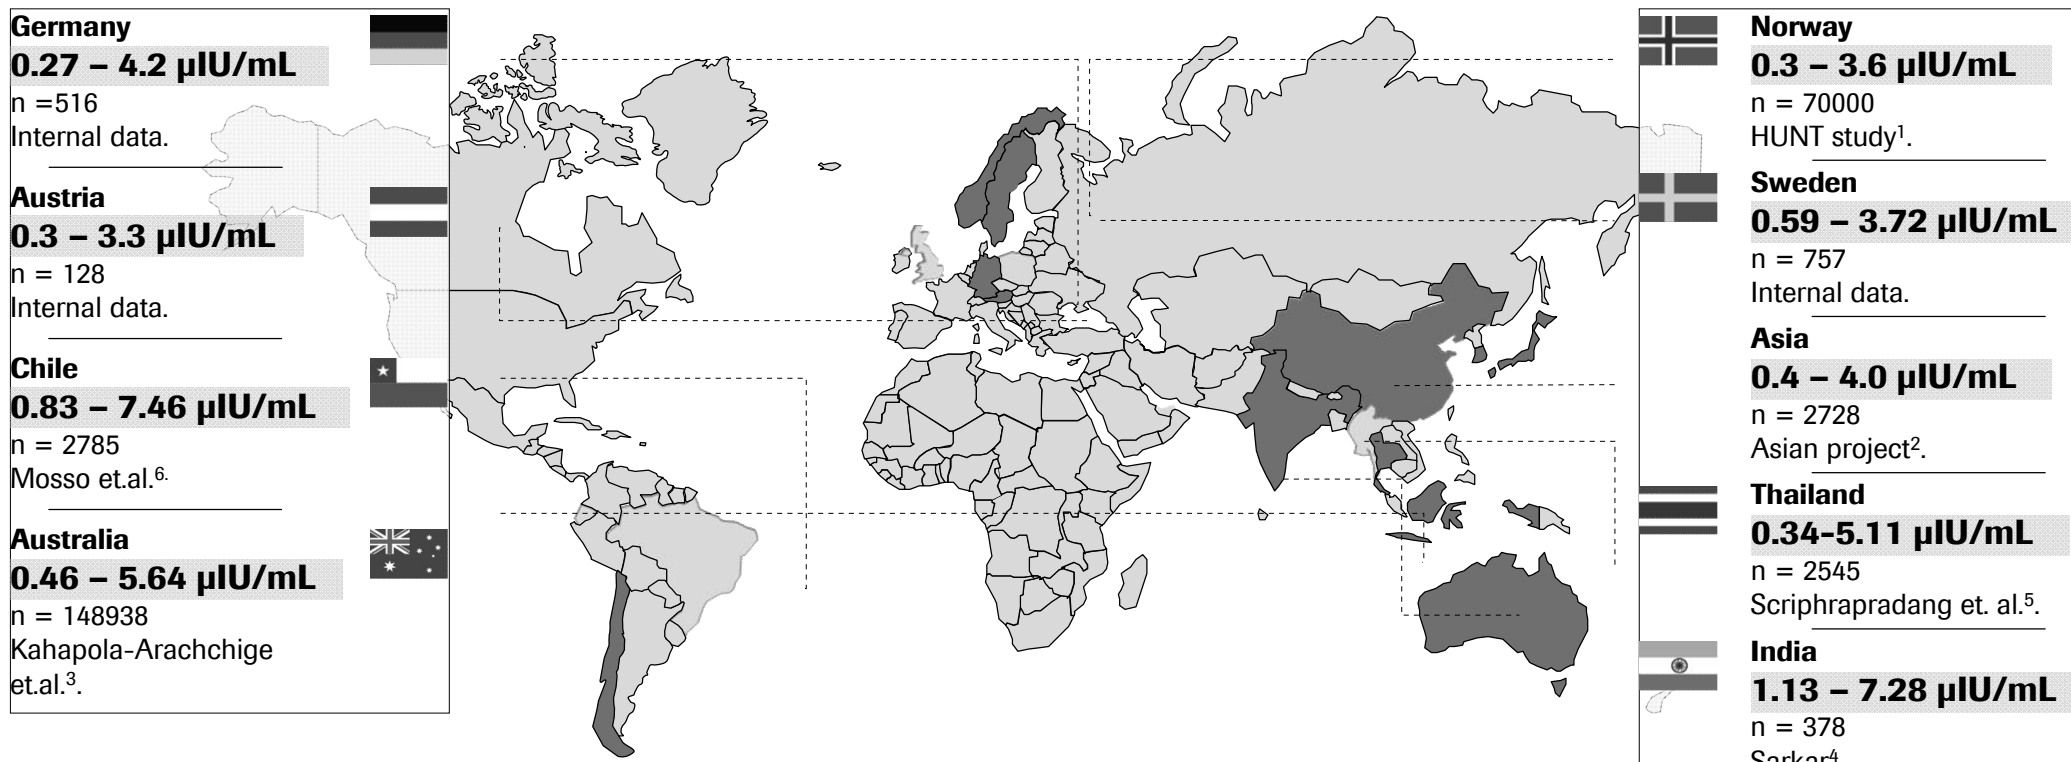 Germany
0.27 – 4.2 µIU/mL
n =516
Internal data.
Austria
0.3 – 3.3 µIU/mL
n = 128
Internal data.
Chile
0.83 – 7.46 µIU/mL
n = 2785
Mosso et.al.⁶.
Australia
0.46 – 5.64 µIU/mL
n = 148938
Kahapola-Arachchige
et.al.³.
Norway
0.3 – 3.6 µIU/mL
n = 70000
HUNT study¹.
Sweden
0.59 – 3.72 µIU/mL
n = 757
Internal data.
Asia
0.4 – 4.0 µIU/mL
n = 2728
Asian project².
Thailand
0.34-5.11 µIU/mL
n = 2545
Scriphrapradang et. al.⁵.
India
1.13 – 7.28 µIU/mL
n = 378
Sarkar⁴